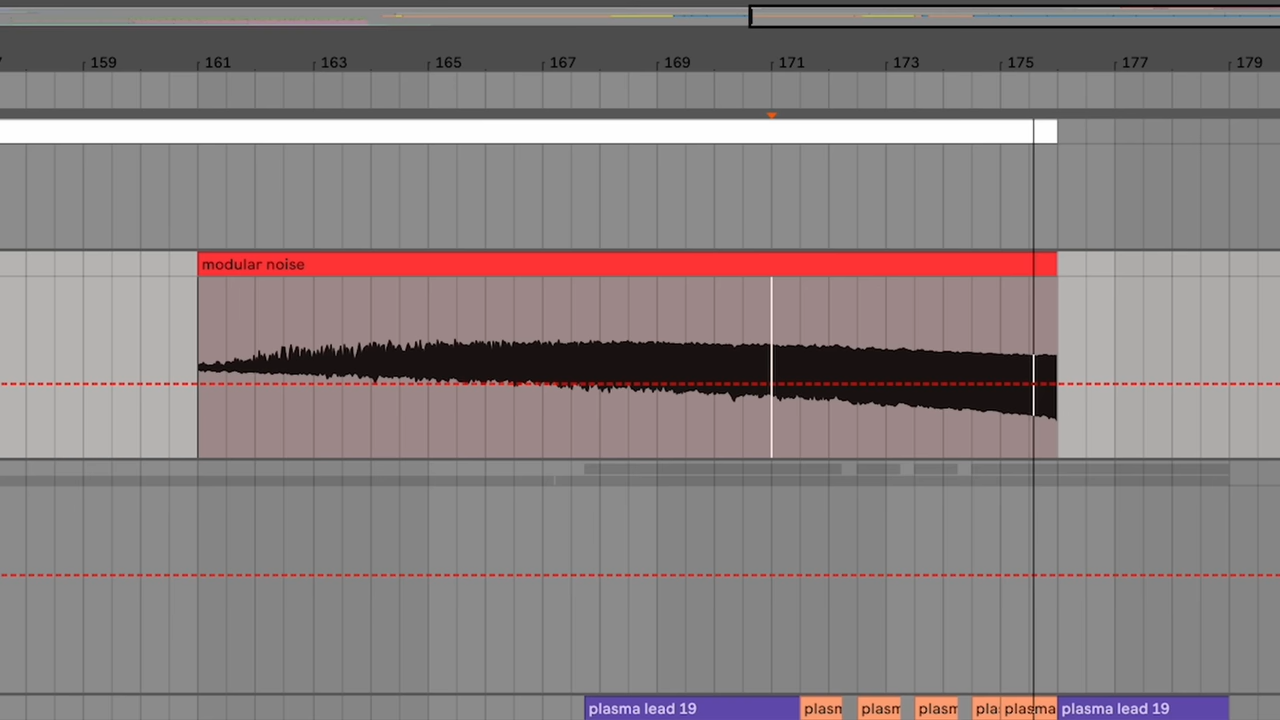 159 161 163 165 167 169 171 173 175 177 179
modular noise
plasma lead 19 plasm plasm plasm pla plasma plasma lead 19